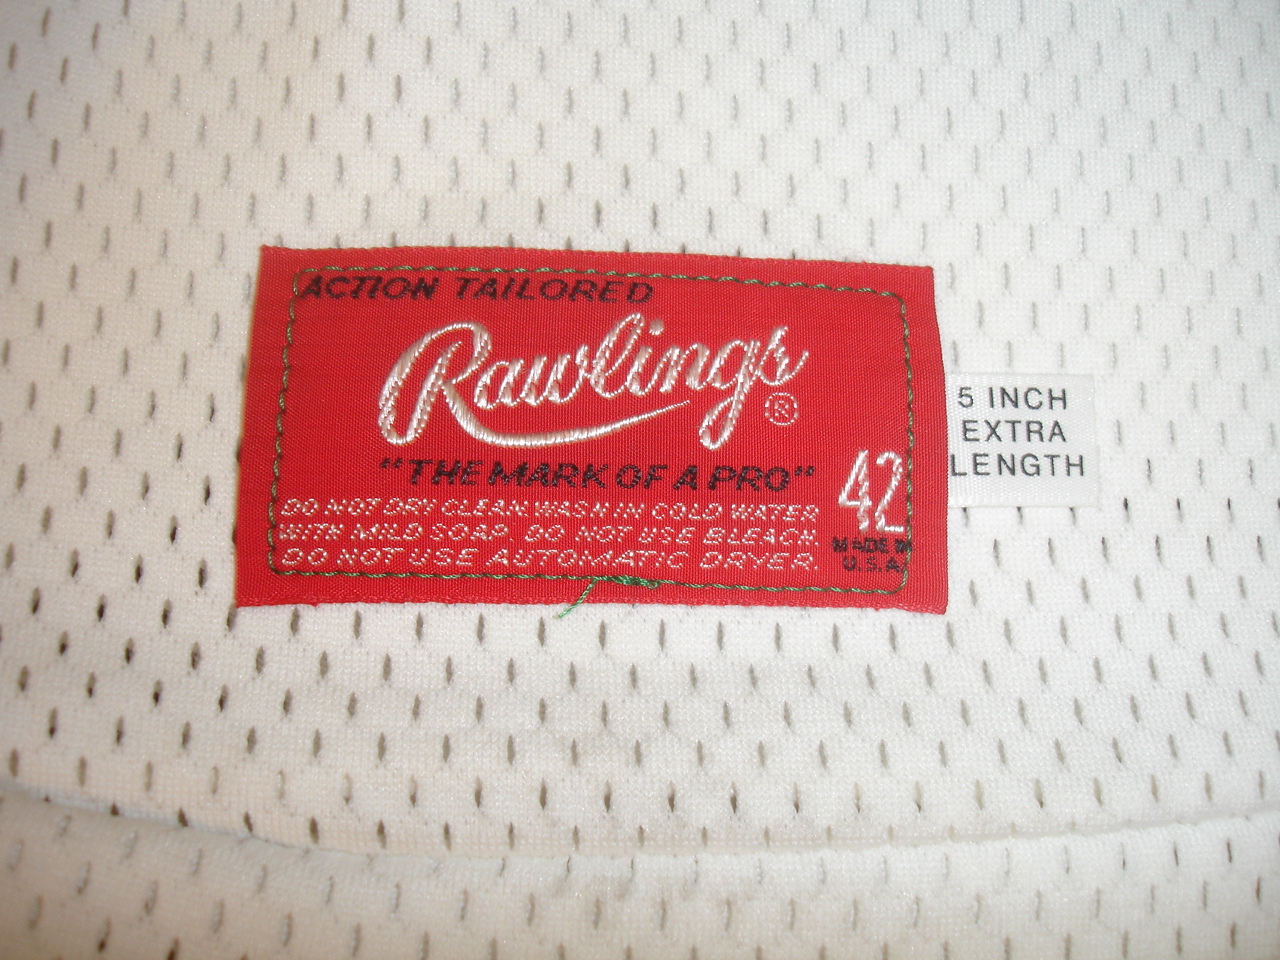 ACTION TAILORED
Rawlings®
"THE MARK OF A PRO"
42
DO NOT DRY CLEAN. WASH IN COLD WATER
WITH MILD SOAP. DO NOT USE BLEACH.
DO NOT USE AUTOMATIC DRYER.
MADE IN
U.S.A.
5 INCH
EXTRA
LENGTH